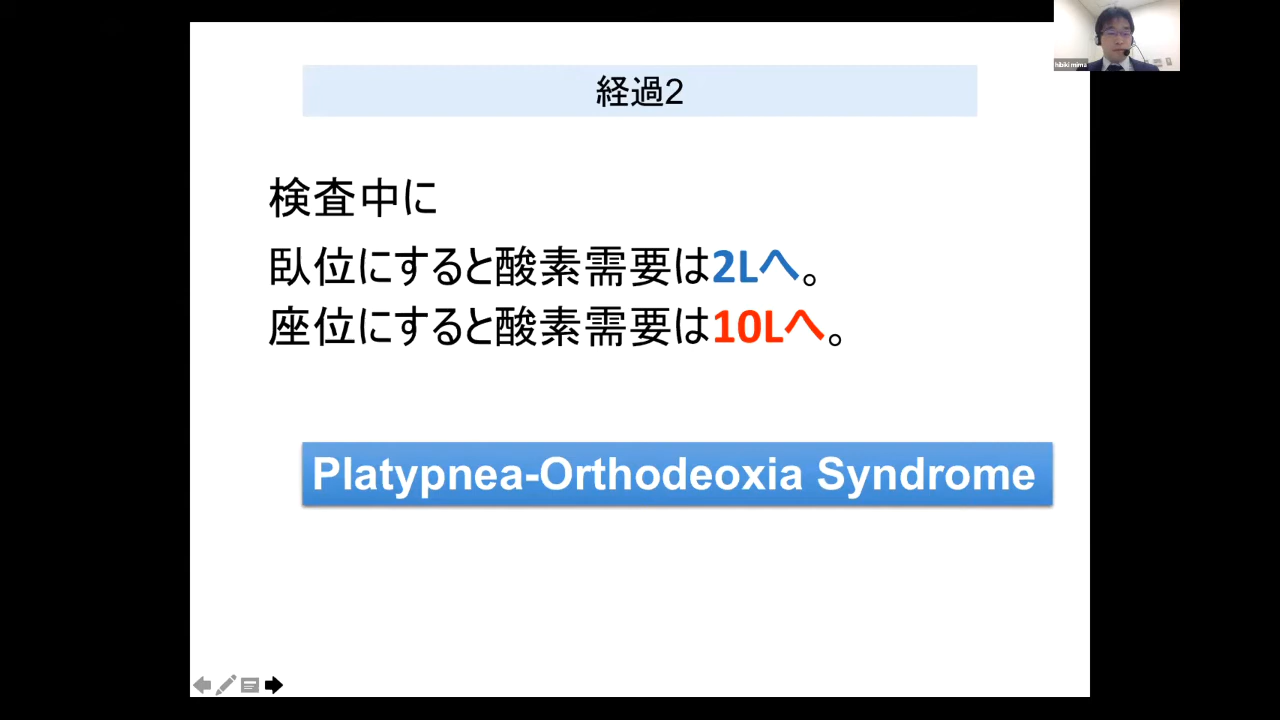 経過2
hibiki mima
検査中に
臥位にすると酸素需要は2Lへ。
座位にすると酸素需要は10Lへ。
Platypnea-Orthodeoxia Syndrome